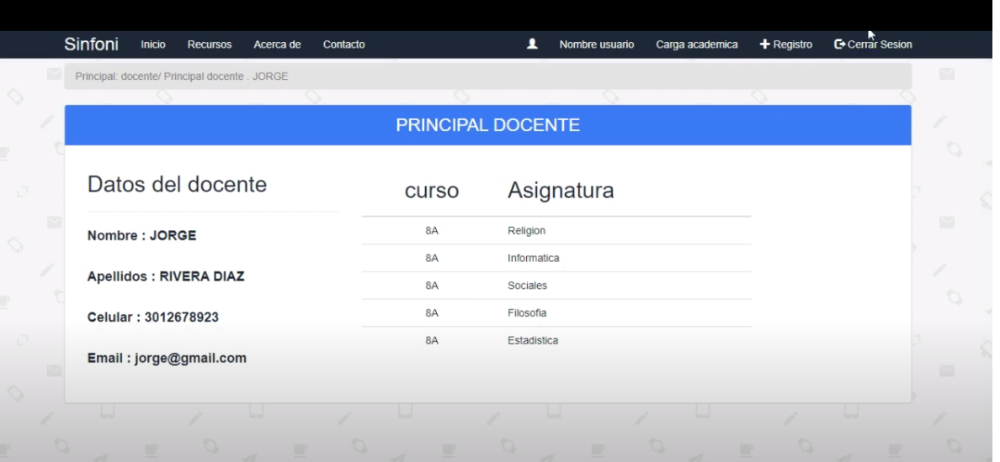 Sinfoni Inicio Recursos Acerca de Contacto Nombre usuario Carga academica Registro Cerrar Sesion
Principal: docente/ Principal docente . JORGE
PRINCIPAL DOCENTE
Datos del docente
Nombre : JORGE
Apellidos : RIVERA DIAZ
Celular : 3012678923
Email : jorge@gmail.com
curso Asignatura
8A Religion
8A Informatica
8A Sociales
8A Filosofia
8A Estadistica